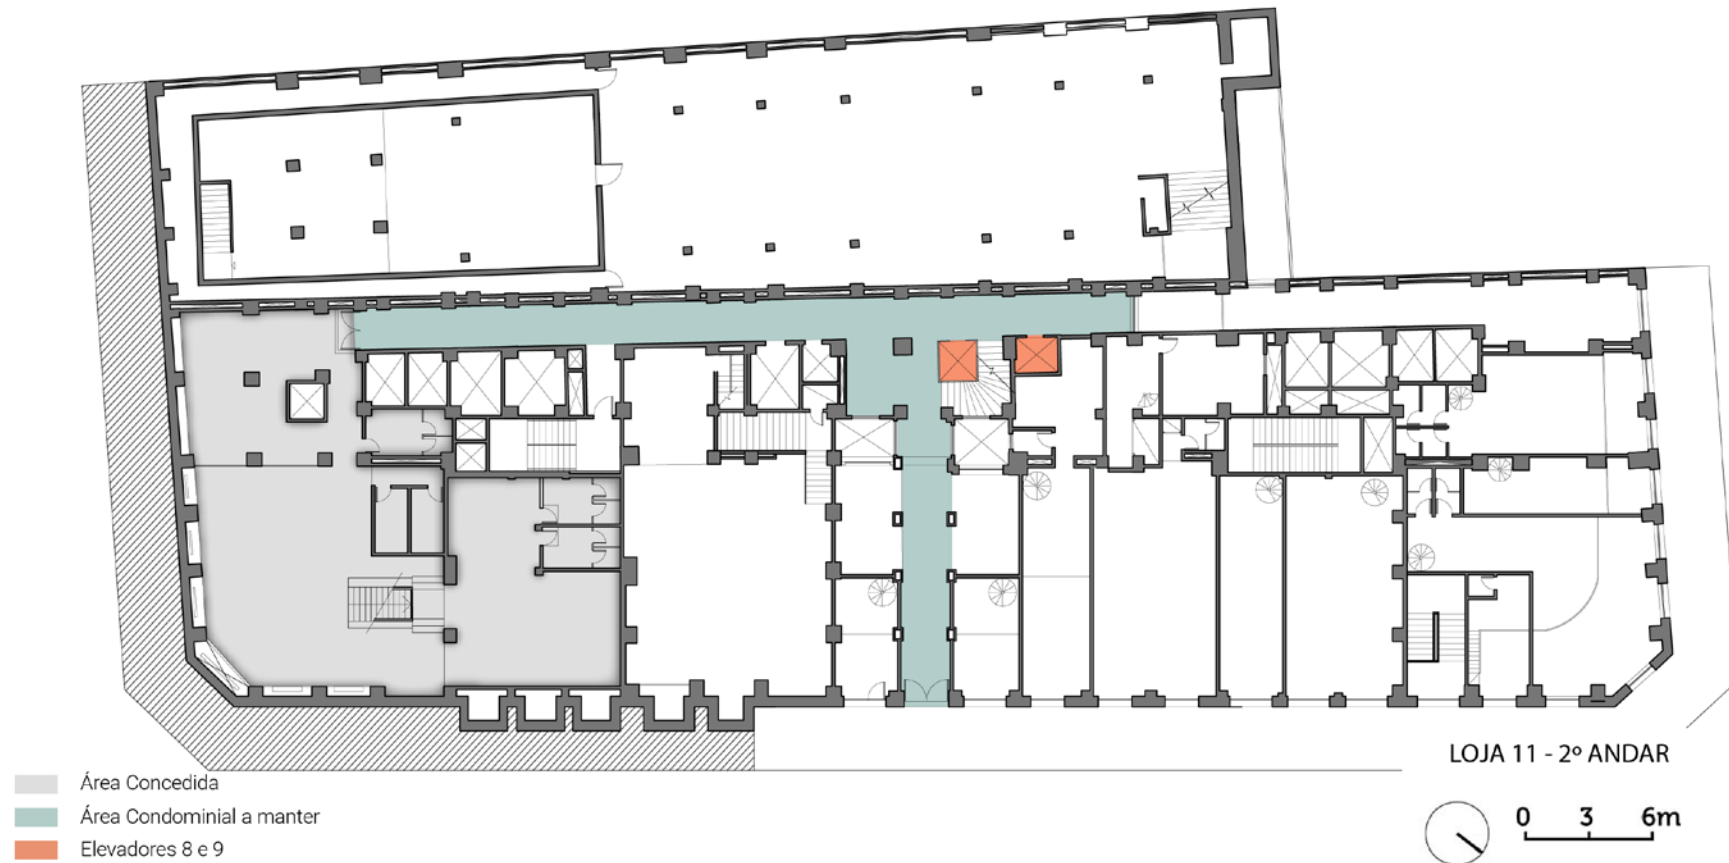 LOJA 11 - 2º ANDAR
Área Concedida
Área Condominial a manter
Elevadores 8 e 9
0 3 6m